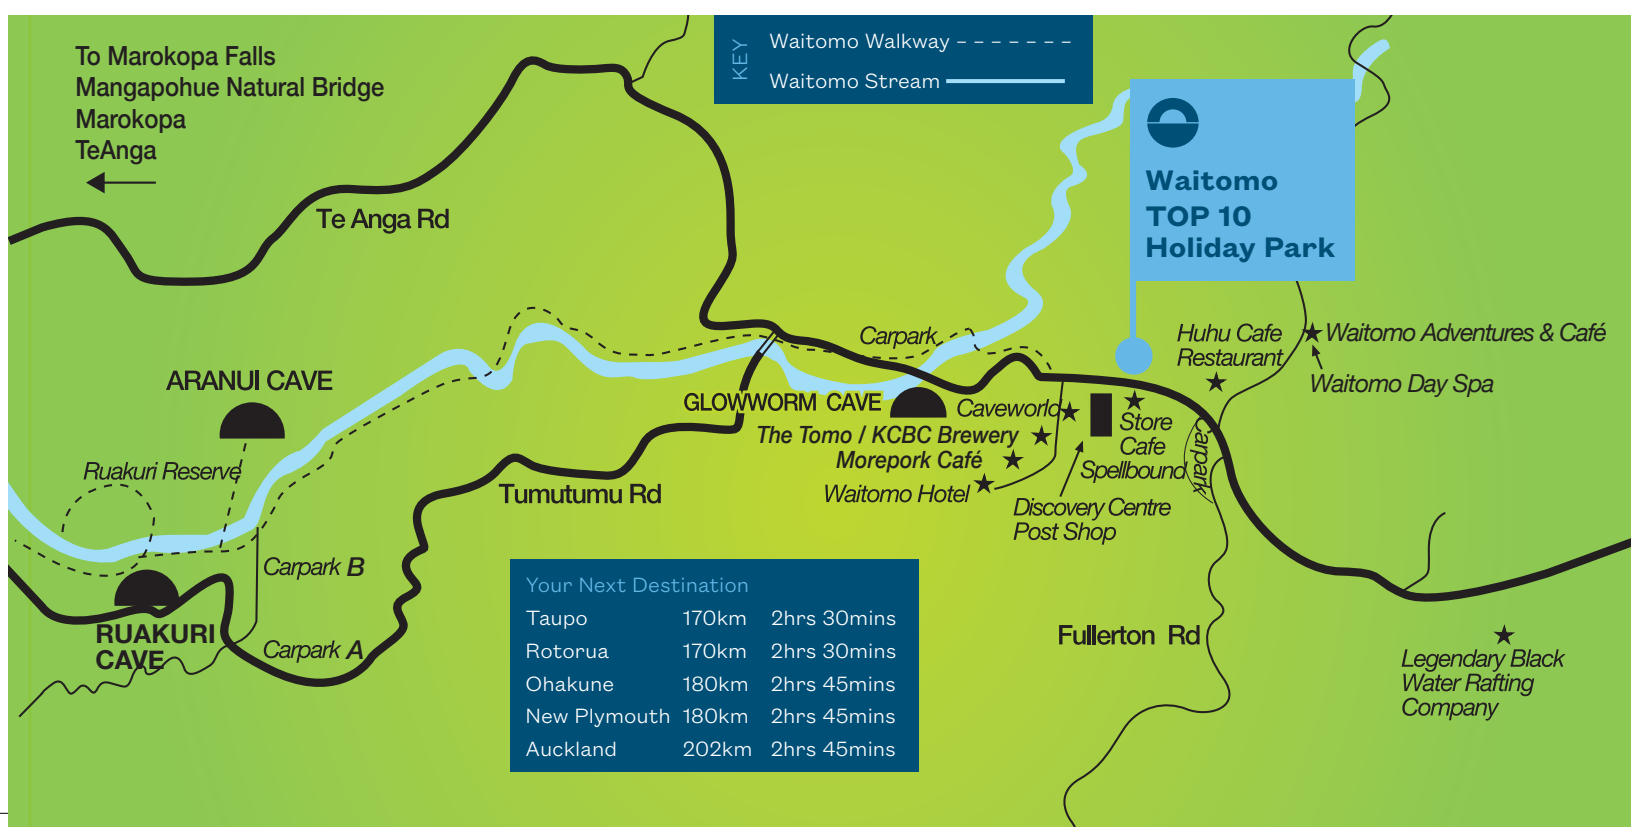 To Marokopa Falls
Mangapohue Natural Bridge
Marokopa
TeAnga
KEY
Waitomo Walkway
Waitomo Stream
Waitomo
TOP 10
Holiday Park
Te Anga Rd
Carpark
Huhu Cafe
Restaurant
Waitomo Adventures & Café
Waitomo Day Spa
ARANUI CAVE
GLOWWORM CAVE
Caveworld
The Tomo / KCBC Brewery
Morepork Café
Waitomo Hotel
Store
Cafe
Spellbound
Carpark
Discovery Centre
Post Shop
Ruakuri Reserve
Tumutumu Rd
Carpark B
RUAKURI
CAVE
Carpark A
Fullerton Rd
Legendary Black
Water Rafting
Company
Your Next Destination
Taupo 170km 2hrs 30mins
Rotorua 170km 2hrs 30mins
Ohakune 180km 2hrs 45mins
New Plymouth 180km 2hrs 45mins
Auckland 202km 2hrs 45mins